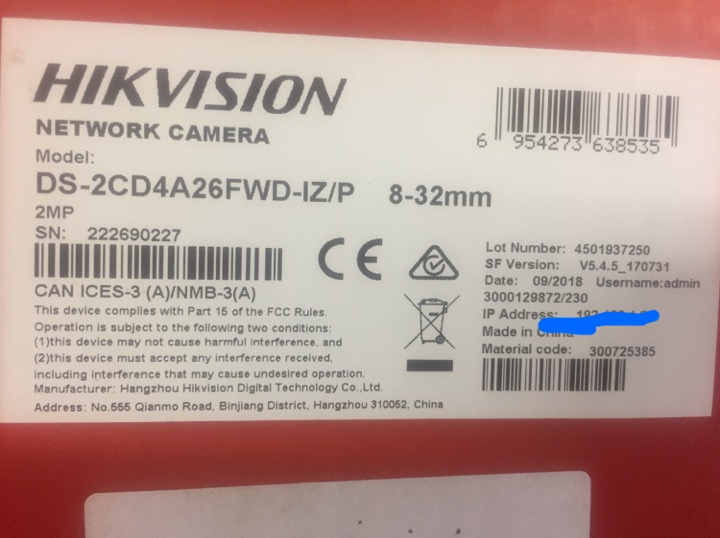 HIKVISION
NETWORK CAMERA
Model:
DS-2CD4A26FWD-IZ/P 8-32mm
2MP
SN: 222690227
CAN ICES-3 (A)/NMB-3(A)
This device complies with Part 15 of the FCC Rules.
Operation is subject to the following two conditions:
(1)this device may not cause harmful interference, and
(2)this device must accept any interference received,
including interference that may cause undesired operation.
Manufacturer: Hangzhou Hikvision Digital Technology Co.,Ltd.
Address: No.555 Qianmo Road, Binjiang District, Hangzhou 310052, China
6 954273 638535
CE
Lot Number: 4501937250
SF Version: V5.4.5_170731
Date: 09/2018 Username:admin
3000129872/230
IP Address:
Made in China
Material code: 300725385